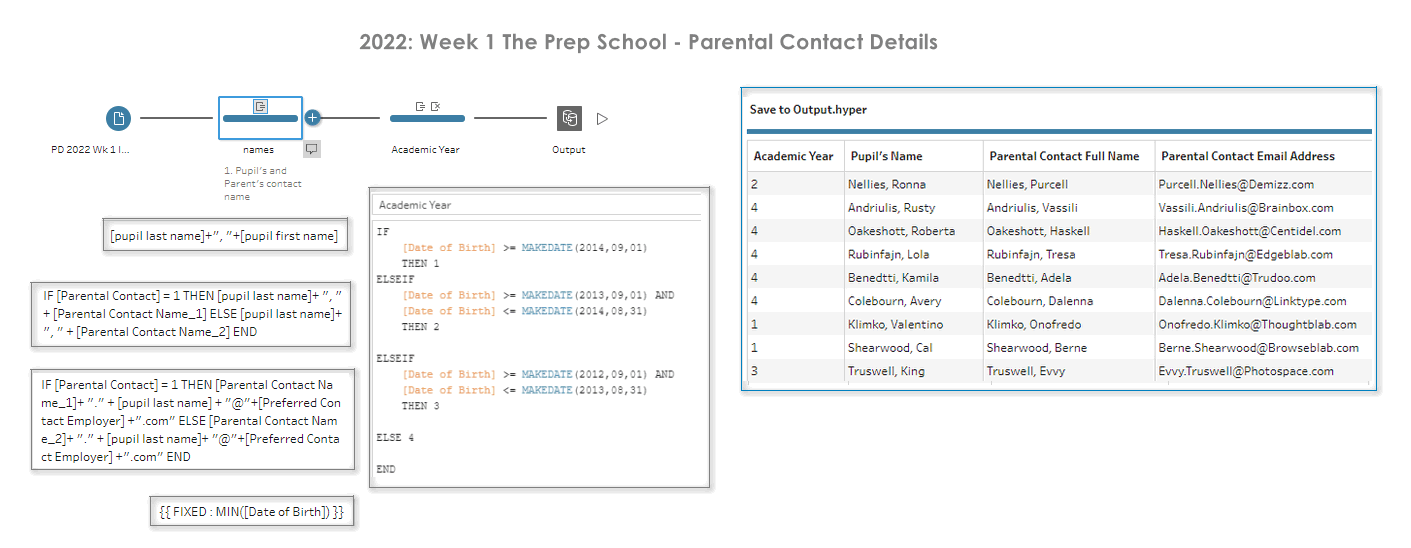 2022: Week 1 The Prep School - Parental Contact Details
PD 2022 Wk 1 I...
names
Academic Year
Output
1. Pupil's and
Parent's contact
name
[pupil last name]+", "+[pupil first name]
IF [Parental Contact] = 1 THEN [pupil last name]+ ", "
+ [Parental Contact Name_1] ELSE [pupil last name]+
", " + [Parental Contact Name_2] END
IF [Parental Contact] = 1 THEN [Parental Contact Na
me_1]+ "." + [pupil last name] + "@"+[Preferred Con
tact Employer] +".com" ELSE [Parental Contact Nam
e_2]+ "." + [pupil last name]+ "@"+[Preferred Conta
ct Employer] +".com" END
{{ FIXED : MIN([Date of Birth]) }}
Academic Year
IF
[Date of Birth] >= MAKEDATE(2014,09,01)
THEN 1
ELSEIF
[Date of Birth] >= MAKEDATE(2013,09,01) AND
[Date of Birth] <= MAKEDATE(2014,08,31)
THEN 2
ELSEIF
[Date of Birth] >= MAKEDATE(2012,09,01) AND
[Date of Birth] <= MAKEDATE(2013,08,31)
THEN 3
ELSE 4
END
Save to Output.hyper
Academic Year Pupil's Name Parental Contact Full Name Parental Contact Email Address
2 Nellies, Ronna Nellies, Purcell Purcell.Nellies@Demizz.com
4 Andriulis, Rusty Andriulis, Vassili Vassili.Andriulis@Brainbox.com
4 Oakeshott, Roberta Oakeshott, Haskell Haskell.Oakeshott@Centidel.com
4 Rubinfajn, Lola Rubinfajn, Tresa Tresa.Rubinfajn@Edgeblab.com
4 Benedtti, Kamila Benedtti, Adela Adela.Benedtti@Trudoo.com
4 Colebourn, Avery Colebourn, Dalenna Dalenna.Colebourn@Linktype.com
1 Klimko, Valentino Klimko, Onofredo Onofredo.Klimko@Thoughtblab.com
1 Shearwood, Cal Shearwood, Berne Berne.Shearwood@Browseblab.com
3 Truswell, King Truswell, Evvy Evvy.Truswell@Photospace.com